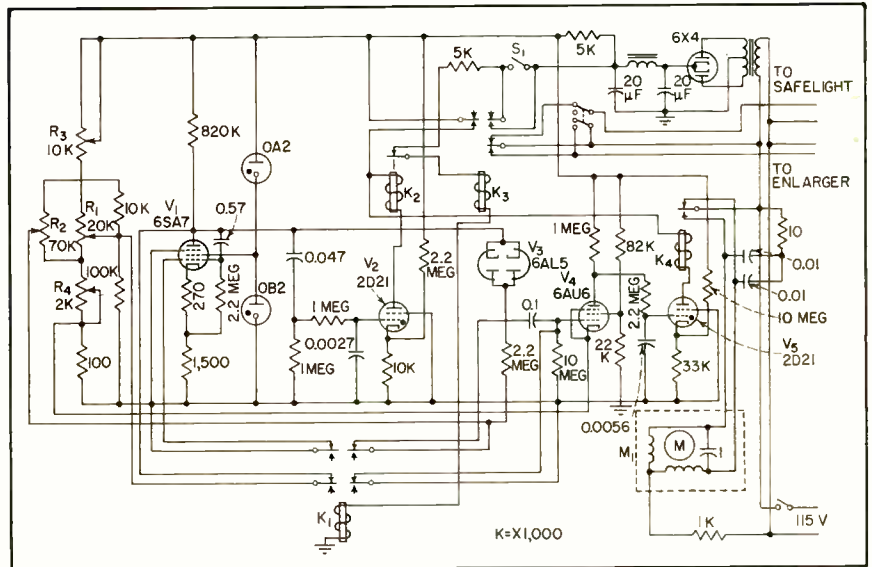 5K
S1
5K
6X4
20
μF
20
μF
TO
SAFELIGHT
TO
ENLARGER
R3
10K
820K
OA2
K2
K3
R2
70K
R1
20K
10K
V1
6SA7
0.57
100K
R4
2K
270
2.2 MEG
OB2
0.047
V2
2D21
2.2
MEG
V3
6AL5
1 MEG
82K
V4
6AU6
K4
10
0.01
0.01
10 MEG
1 MEG
0.0027
1 MEG
0.1
2.2 MEG
V5
2D21
100
1,500
10K
2.2
MEG
10
MEG
22
K
33K
0.0056
M1
M
1
K1
K=X1,000
1K
115 V